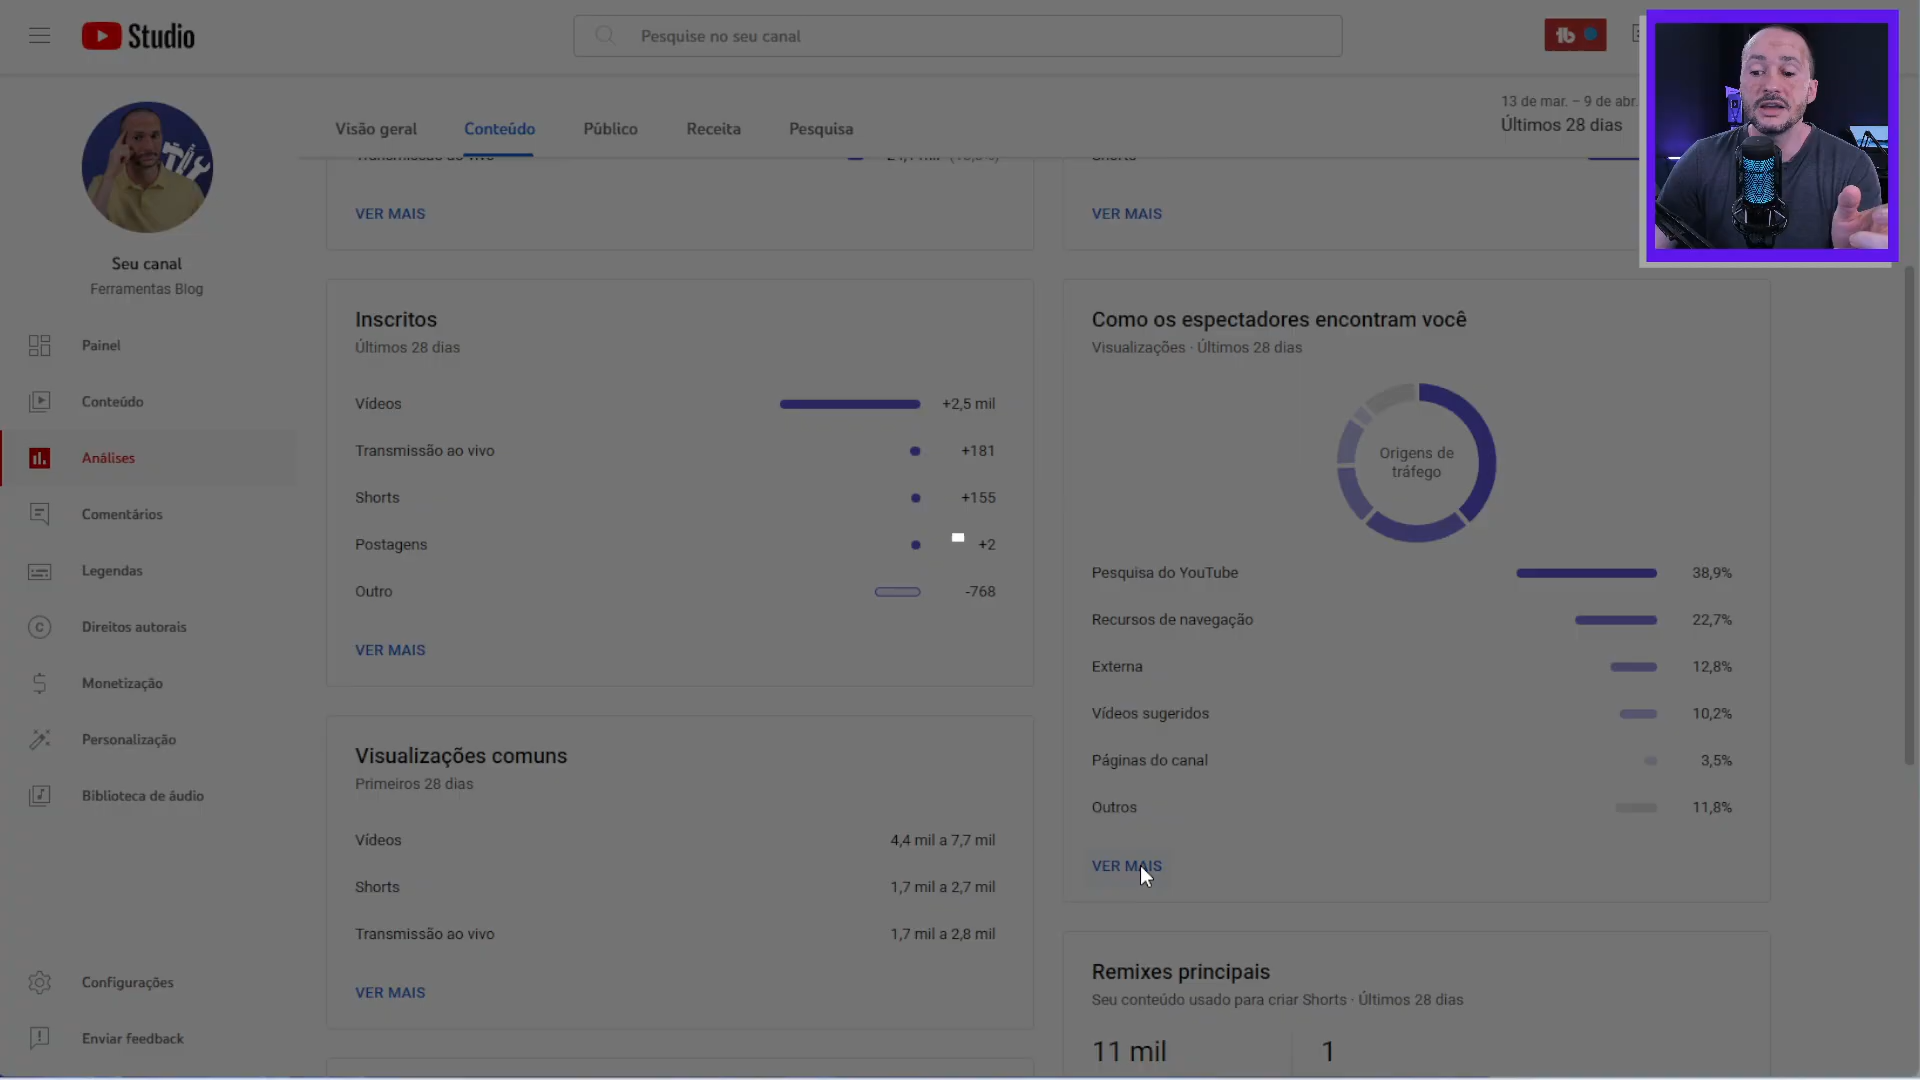 Studio
Pesquise no seu canal
Seu canal
Ferramentas Blog
Painel
Conteúdo
Análises
Comentários
Legendas
Direitos autorais
Monetização
Personalização
Biblioteca de áudio
Configurações
Enviar feedback
Visão geral
Conteúdo
Público
Receita
Pesquisa
13 de mar. – 9 de abr.
Últimos 28 dias
Transmissão ao vivo
VER MAIS
Shorts
VER MAIS
Inscritos
Últimos 28 dias
Vídeos +2,5 mil
Transmissão ao vivo +181
Shorts +155
Postagens +2
Outro -768
VER MAIS
Visualizações comuns
Primeiros 28 dias
Vídeos 4,4 mil a 7,7 mil
Shorts 1,7 mil a 2,7 mil
Transmissão ao vivo 1,7 mil a 2,8 mil
VER MAIS
Como os espectadores encontram você
Visualizações · Últimos 28 dias
Origens de
tráfego
Pesquisa do YouTube 38,9%
Recursos de navegação 22,7%
Externa 12,8%
Vídeos sugeridos 10,2%
Páginas do canal 3,5%
Outros 11,8%
VER MAIS
Remixes principais
Seu conteúdo usado para criar Shorts · Últimos 28 dias
11 mil
1